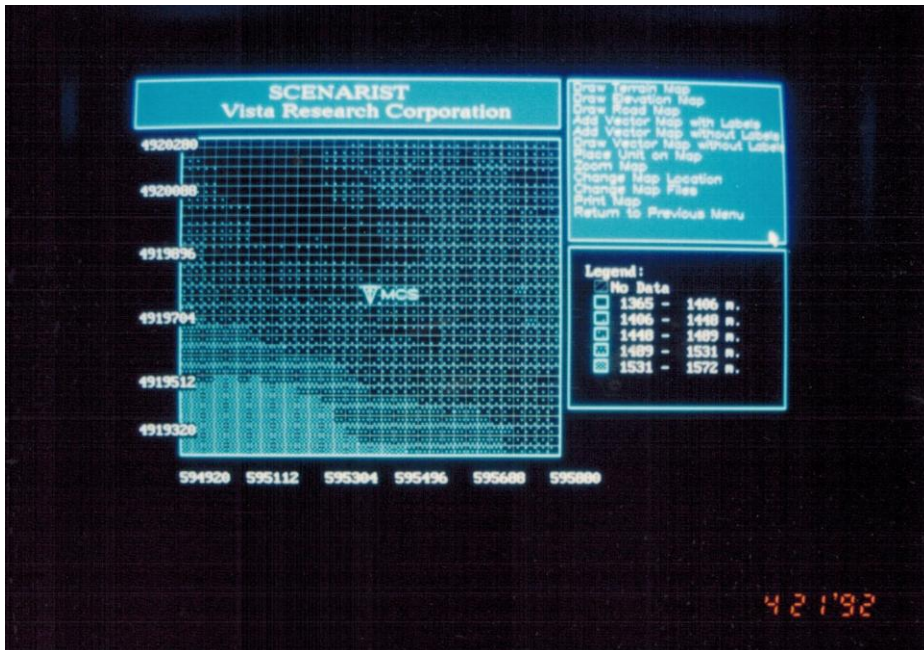 SCENARIST
Vista Research Corporation
Draw Terrain Map
Draw Elevation Map
Draw Road Map
Add Vector Map with Labels
Add Vector Map without Labels
Draw Vector Map without Labels
Place Unit on Map
Zoom Map
Change Map Location
Change Map Files
Print Map
Return to Previous Menu
4920280
4920088
4919896
4919704
4919512
4919320
MCS
594920 595112 595304 595496 595688 595880
Legend:
No Data
1365 - 1406 m.
1406 - 1448 m.
1448 - 1489 m.
1489 - 1531 m.
1531 - 1572 m.
4 21'92